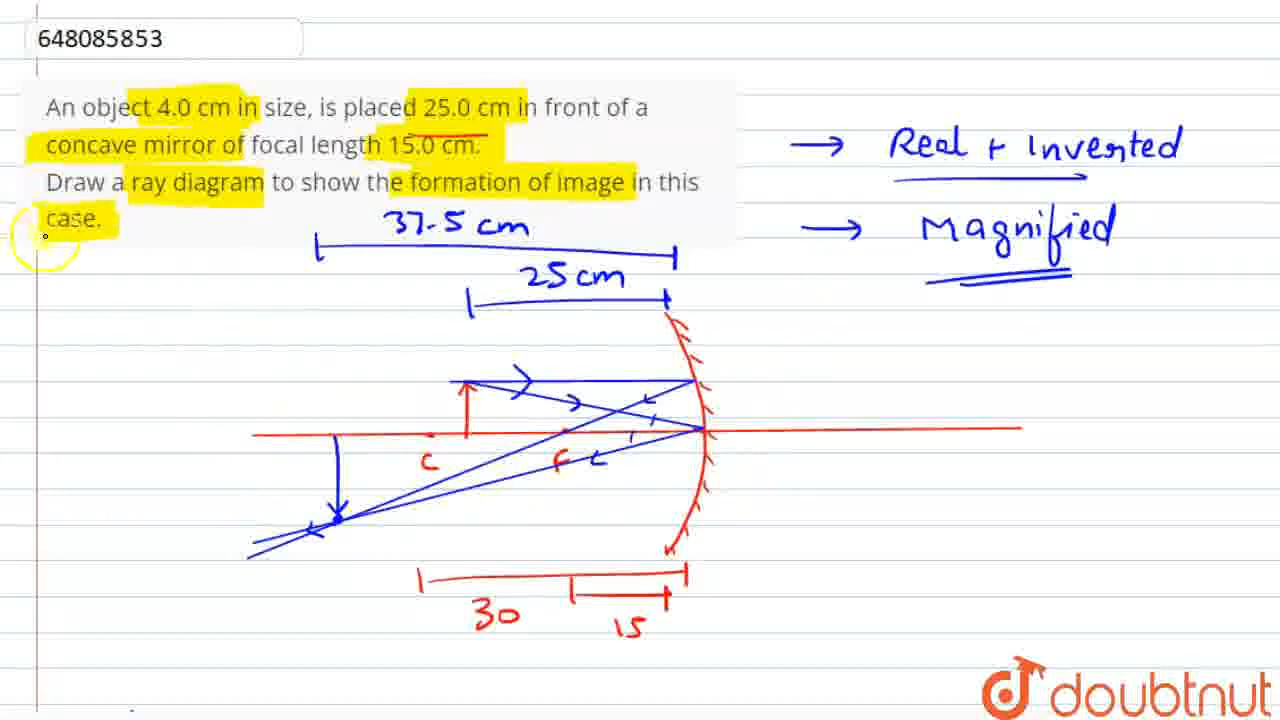 648085853
An object 4.0 cm in size, is placed 25.0 cm in front of a
concave mirror of focal length 15.0 cm.
Draw a ray diagram to show the formation of image in this
case.
→ Real + Inverted
→ Magnified
37.5 cm
25 cm
C
F
30
15
doubtnut